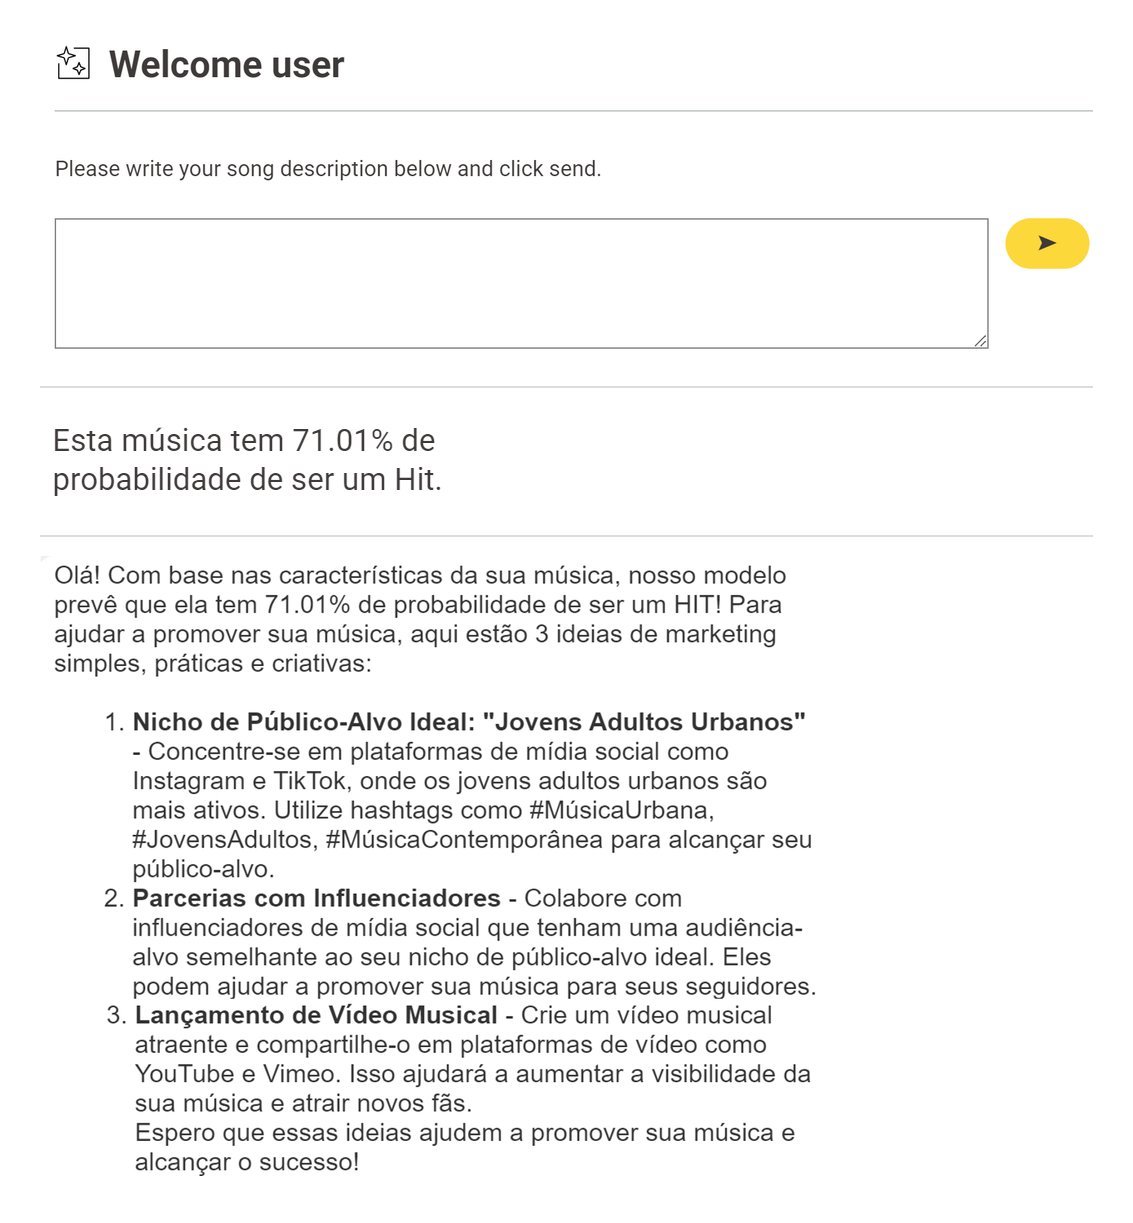 Welcome user
Please write your song description below and click send.
Esta música tem 71.01% de
probabilidade de ser um Hit.
Olá! Com base nas características da sua música, nosso modelo
prevê que ela tem 71.01% de probabilidade de ser um HIT! Para
ajudar a promover sua música, aqui estão 3 ideias de marketing
simples, práticas e criativas:
1. Nicho de Público-Alvo Ideal: "Jovens Adultos Urbanos"
- Concentre-se em plataformas de mídia social como
Instagram e TikTok, onde os jovens adultos urbanos são
mais ativos. Utilize hashtags como #MúsicaUrbana,
#JovensAdultos, #MúsicaContemporânea para alcançar seu
público-alvo.
2. Parcerias com Influenciadores - Colabore com
influenciadores de mídia social que tenham uma audiência-
alvo semelhante ao seu nicho de público-alvo ideal. Eles
podem ajudar a promover sua música para seus seguidores.
3. Lançamento de Vídeo Musical - Crie um vídeo musical
atraente e compartilhe-o em plataformas de vídeo como
YouTube e Vimeo. Isso ajudará a aumentar a visibilidade da
sua música e atrair novos fãs.
Espero que essas ideias ajudem a promover sua música e
alcançar o sucesso!